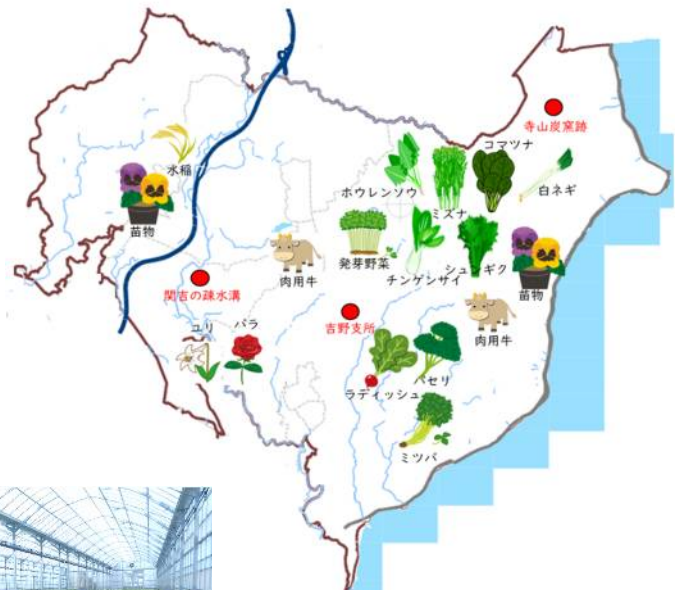 寺山炭窯跡
コマツナ
ホウレンソウ
ミズナ
白ネギ
水稲
苗物
発芽野菜
チンゲンサイ
シュンギク
苗物
肉用牛
関吉の疎水溝
吉野支所
肉用牛
ユリ
バラ
パセリ
ラディッシュ
ミツバ